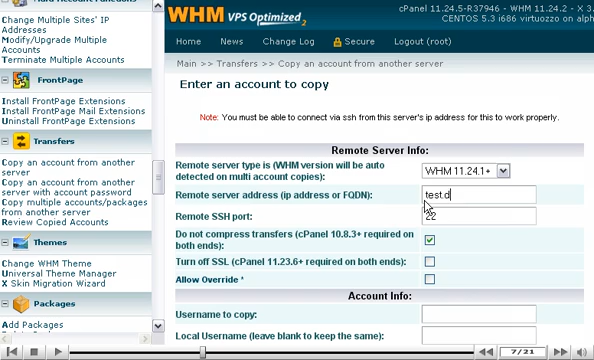 Change Multiple Sites' IP
Addresses
Modify/Upgrade Multiple
Accounts
Terminate Multiple Accounts
FrontPage
Install FrontPage Extensions
Install FrontPage Mail Extensions
Uninstall FrontPage Extensions
Transfers
Copy an account from another
server
Copy an account from another
server with account password
Copy multiple accounts/packages
from another server
Review Copied Accounts
Themes
Change WHM Theme
Universal Theme Manager
X Skin Migration Wizard
Packages
Add Packages
WHM VPS Optimized 2
cPanel 11.24.5-R37946 - WHM 11.24.2 - X 3.
CENTOS 5.3 i686 virtuozzo on alph
Home News Change Log Secure Logout (root)
Main >> Transfers >> Copy an account from another server
Enter an account to copy
Note: You must be able to connect via ssh from this server's ip address for this to work properly.
Remote Server Info:
Remote server type is (WHM version will be auto
detected on multi account copies): WHM 11.24.1+
Remote server address (ip address or FQDN): test.d
Remote SSH port: 22
Do not compress transfers (cPanel 10.8.3+ required on
both ends):
Turn off SSL (cPanel 11.23.6+ required on both ends):
Allow Override *
Account Info:
Username to copy:
Local Username (leave blank to keep the same):
7/21